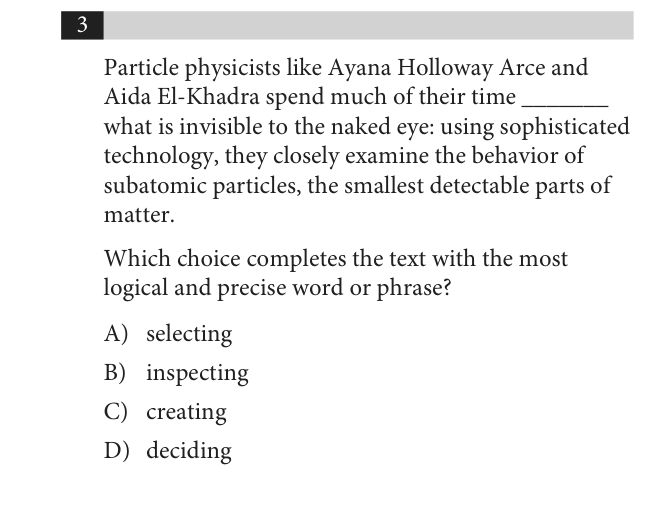 3
Particle physicists like Ayana Holloway Arce and
Aida El-Khadra spend much of their time _______
what is invisible to the naked eye: using sophisticated
technology, they closely examine the behavior of
subatomic particles, the smallest detectable parts of
matter.
Which choice completes the text with the most
logical and precise word or phrase?
A) selecting
B) inspecting
C) creating
D) deciding